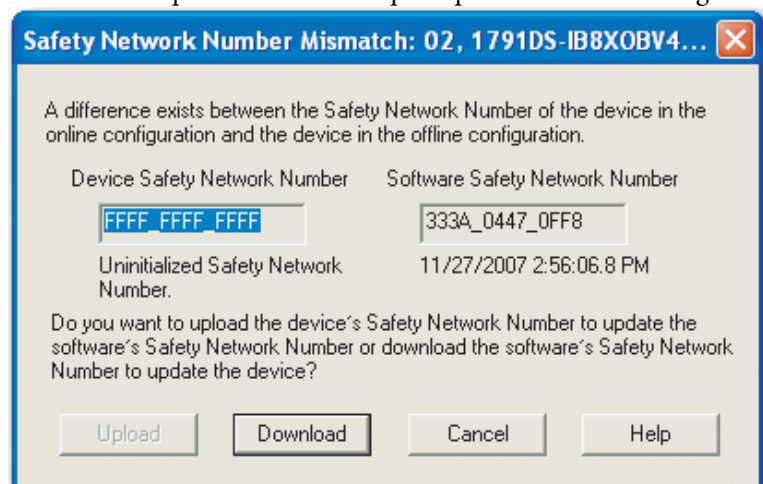 Safety Network Number Mismatch: 02, 1791DS-IB8XOBV4...
A difference exists between the Safety Network Number of the device in the
online configuration and the device in the offline configuration.
Device Safety Network Number Software Safety Network Number
FFFF_FFFF_FFFF 333A_0447_0FF8
Uninitialized Safety Network 11/27/2007 2:56:06.8 PM
Number.
Do you want to upload the device's Safety Network Number to update the
software's Safety Network Number or download the software's Safety Network
Number to update the device?
Upload Download Cancel Help